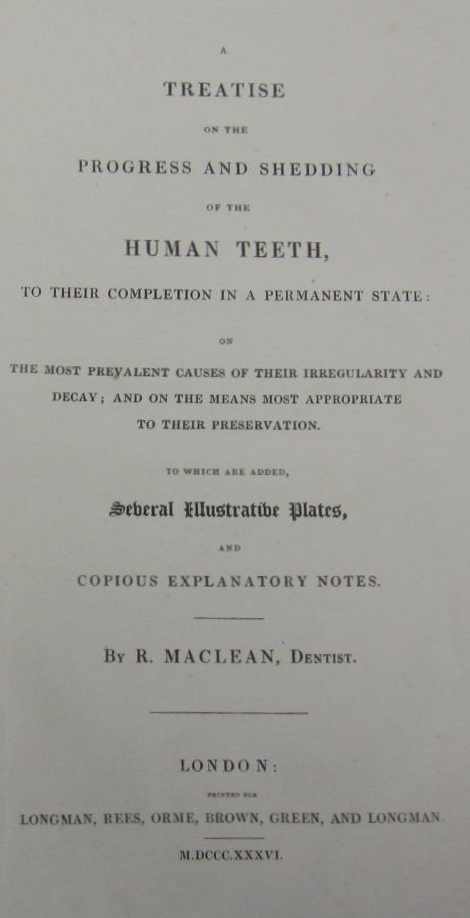 A
TREATISE
ON THE
PROGRESS AND SHEDDING
OF THE
HUMAN TEETH,
TO THEIR COMPLETION IN A PERMANENT STATE:
ON
THE MOST PREVALENT CAUSES OF THEIR IRREGULARITY AND
DECAY; AND ON THE MEANS MOST APPROPRIATE
TO THEIR PRESERVATION.
TO WHICH ARE ADDED,
Several Illustrative Plates,
AND
COPIOUS EXPLANATORY NOTES.
BY R. MACLEAN, DENTIST.
LONDON:
PRINTED FOR
LONGMAN, REES, ORME, BROWN, GREEN, AND LONGMAN.
M.DCCC.XXXVI.